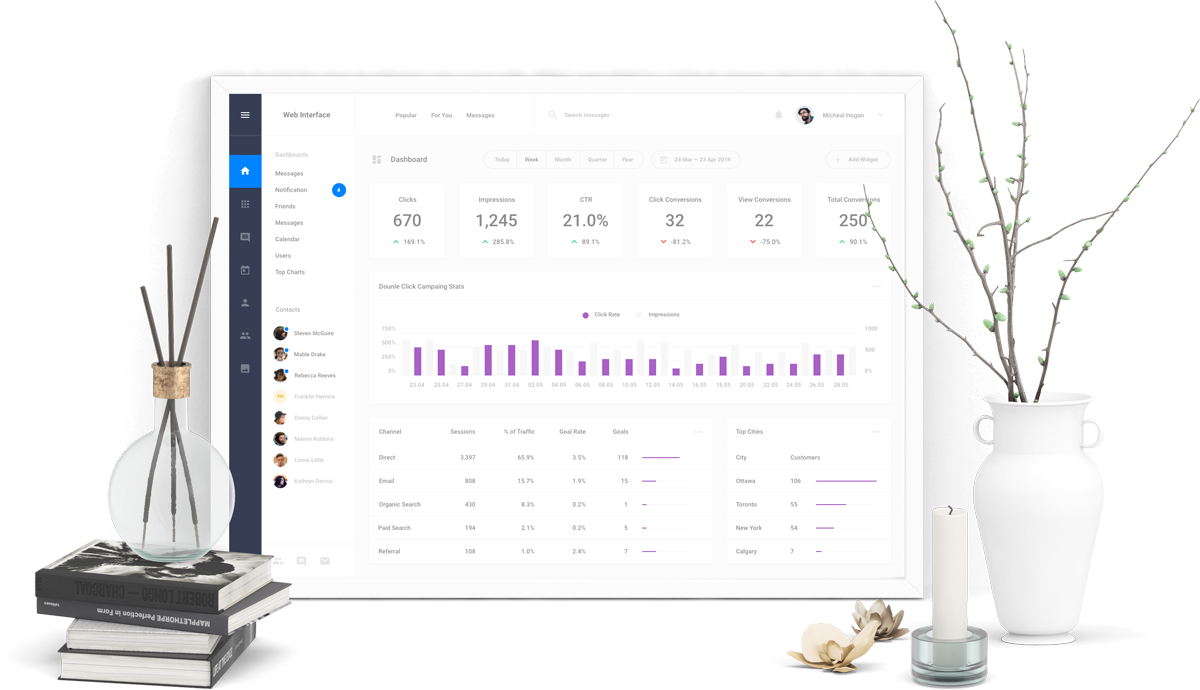 Web Interface
Popular For You Messages
Search messages
Micheal Hogan
Dashboards
Messages
Notification 4
Friends
Messages
Calendar
Users
Top Charts
Contacts
Steven McGuire
Mable Drake
Rebecca Reeves
FH Franklin Herrera
Danny Collier
Marvin Robbins
Linnie Little
Kathryn Dennis
Dashboard
Today Week Month Quarter Year
24 Mar – 23 Apr 2019
Add Widget
Clicks
670
169.1%
Impressions
1,245
285.8%
CTR
21.0%
89.1%
Click Conversions
32
-81.2%
View Conversions
22
-75.0%
Total Conversions
250
90.1%
Dounle Click Campaing Stats
Click Rate Impressions
750%
500%
250%
0%
1000
500
0%
23.04 25.04 27.04 29.04 31.04 02.05 04.05 06.05 08.05 10.05 12.05 14.05 16.05 18.05 20.05 22.05 24.05 26.05 28.05
Channel Sessions % of Traffic Goal Rate Goals
Direct 3,397 65.9% 3.5% 118
Email 808 15.7% 1.9% 15
Organic Search 430 8.3% 0.2% 1
Paid Search 194 2.1% 0.2% 5
Referral 108 1.0% 2.4% 7
Top Cities
City Customers
Ottawa 106
Toronto 55
New York 54
Calgary 7
ROBERT LONGO — CHARCOAL
MAPPLETHORPE Perfection in Form